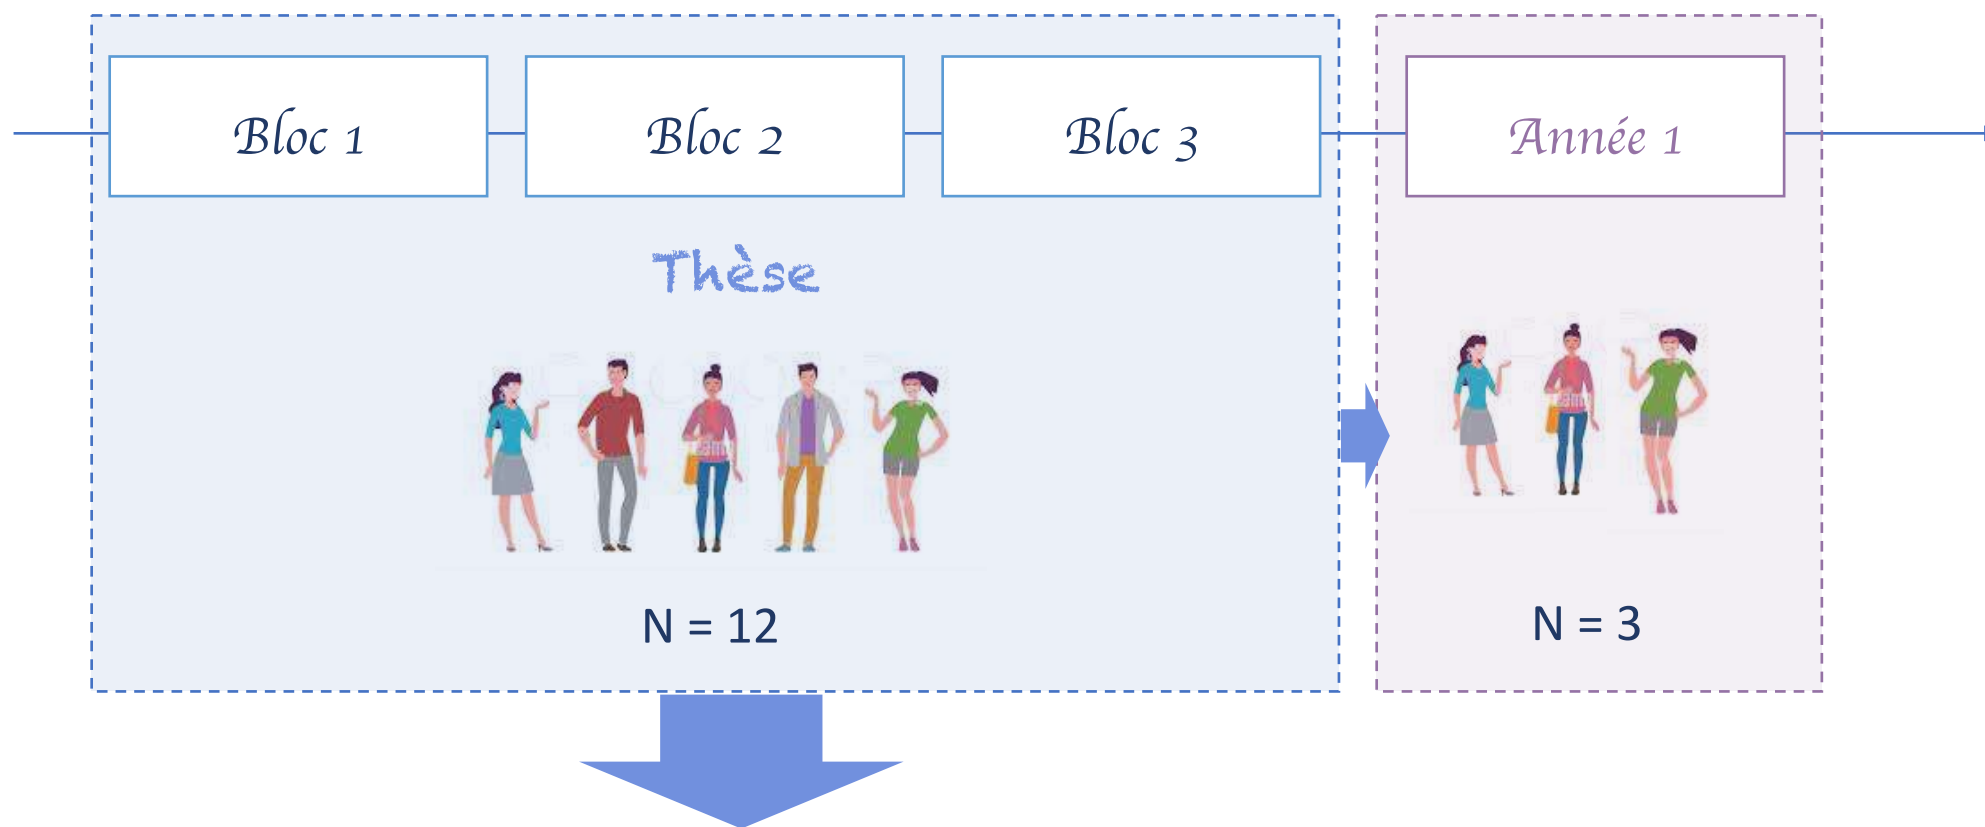 Bloc 1
Bloc 2
Bloc 3
Année 1
Thèse
N = 12
N = 3